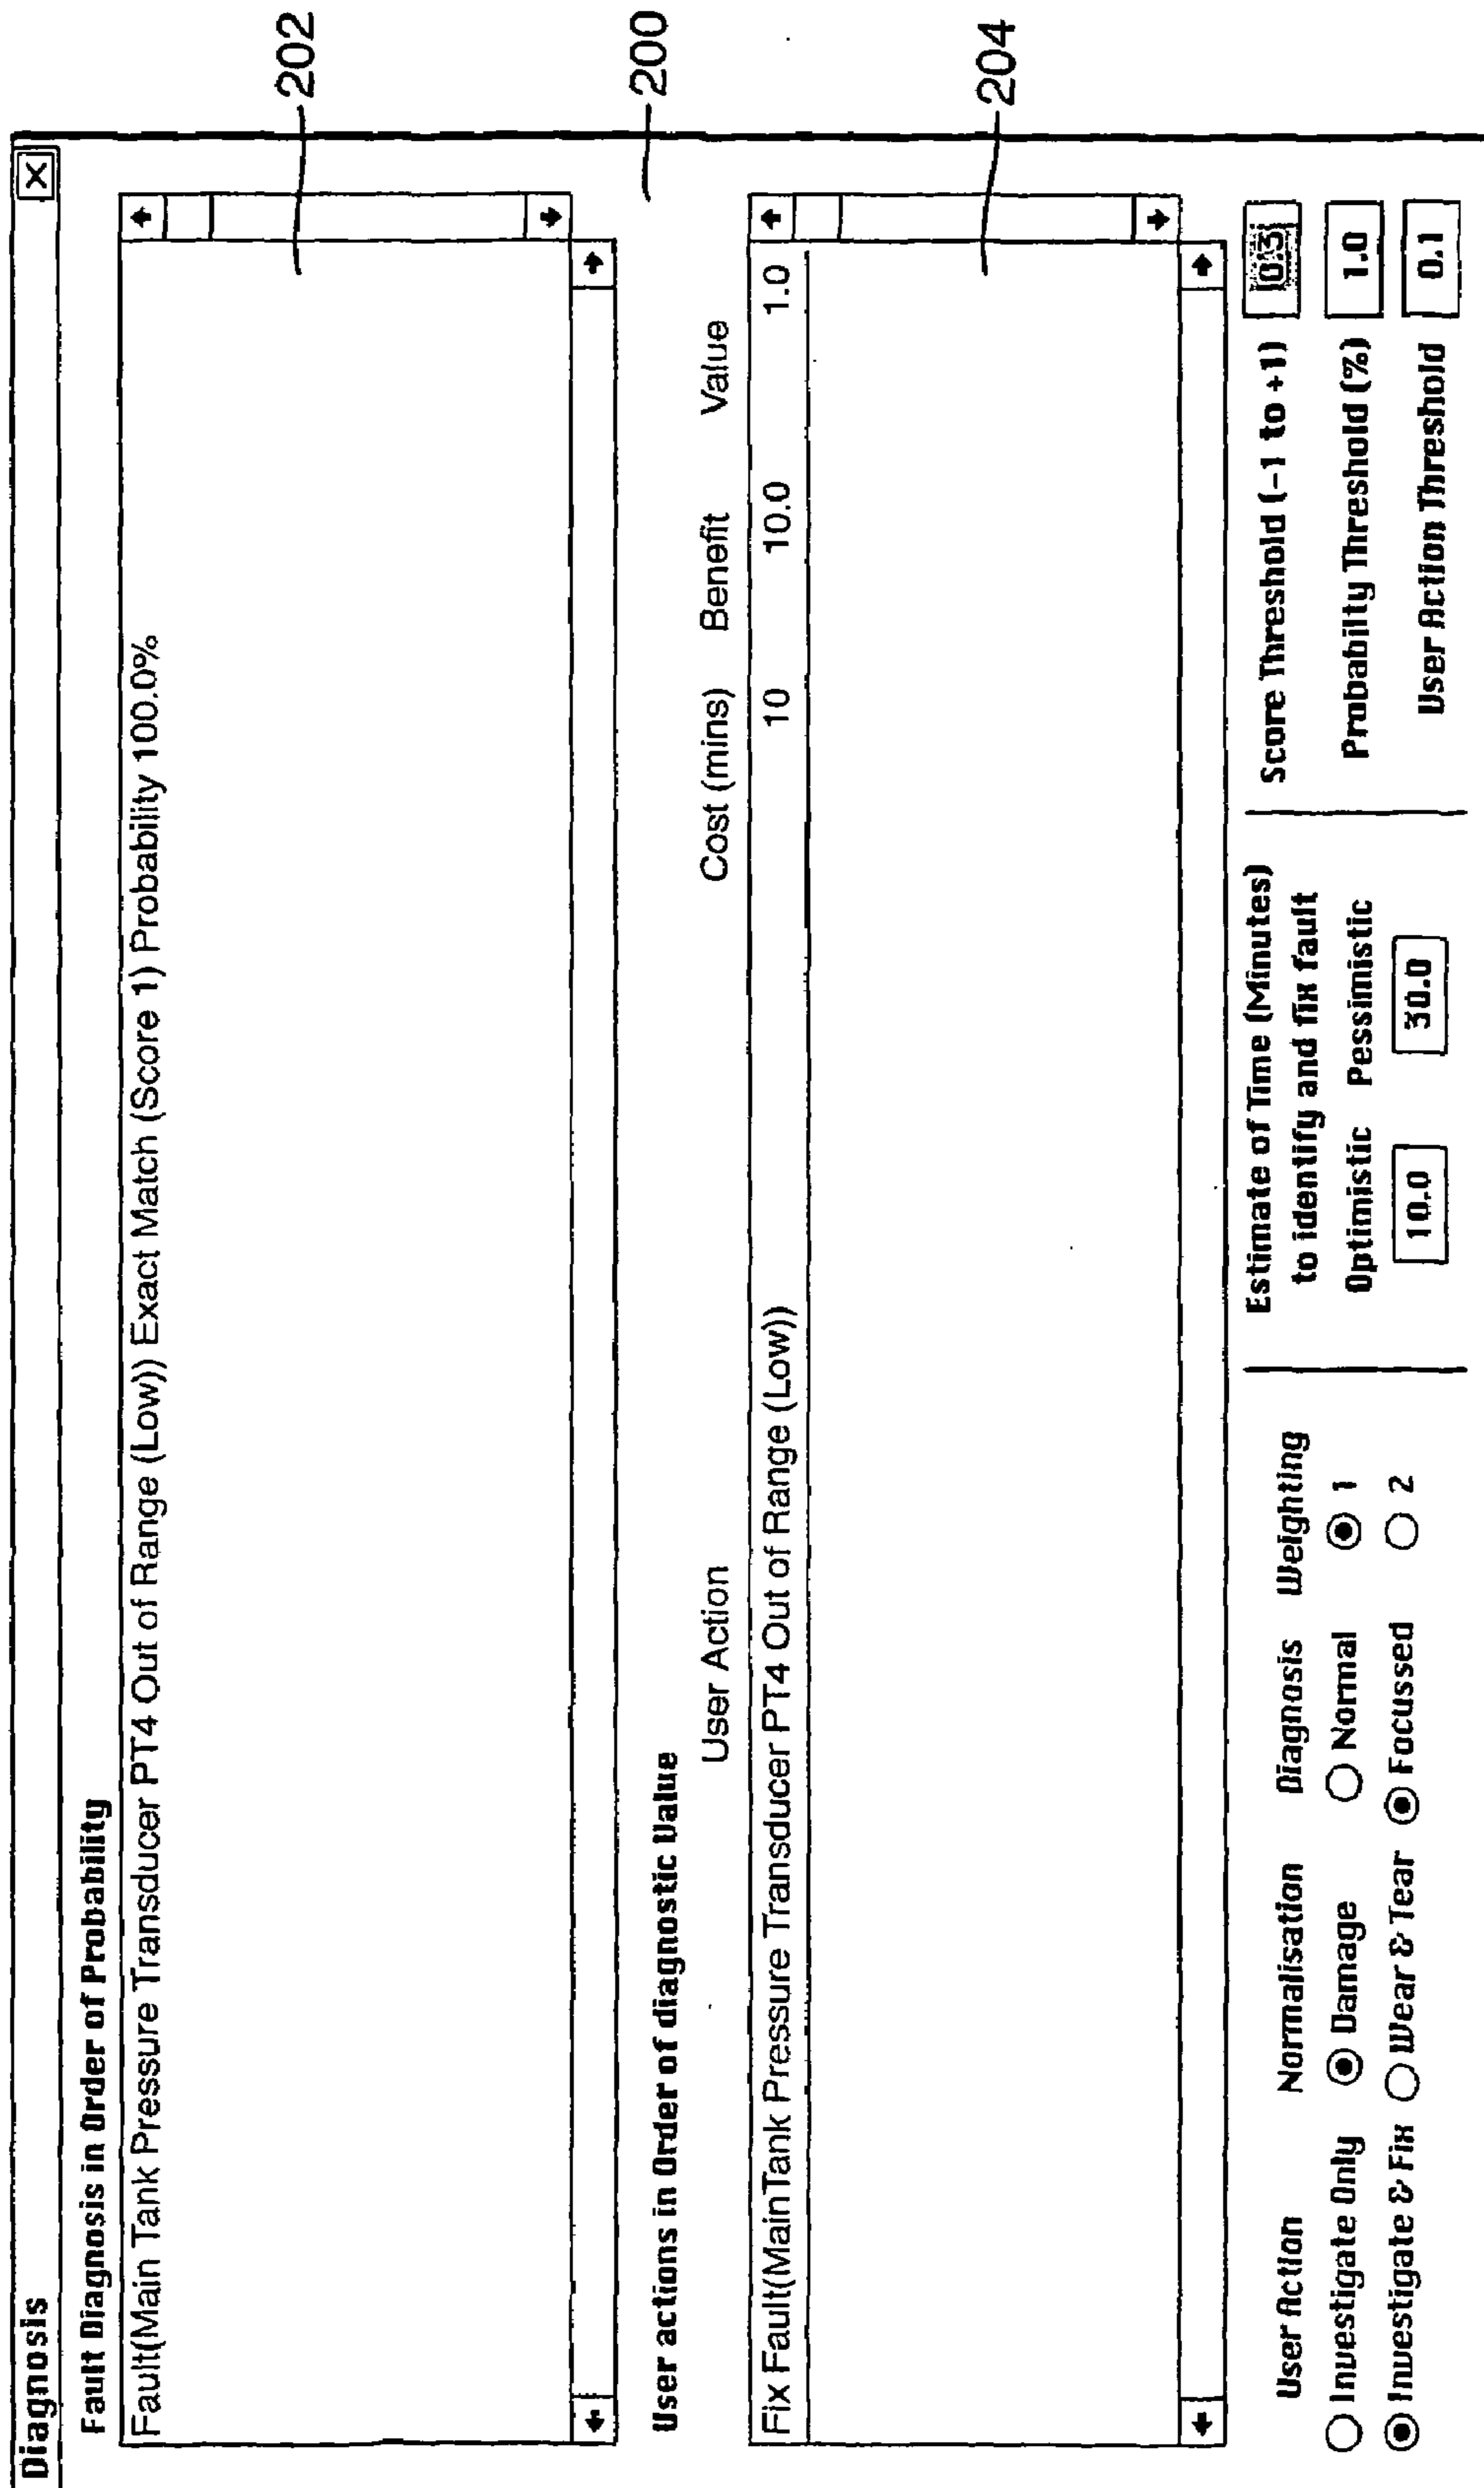 Diagnosis X
Fault Diagnosis in Order of Probability
Fault(Main Tank Pressure Transducer PT4 Out of Range (Low)) Exact Match (Score 1) Probability 100.0%
202
200
User actions in Order of diagnostic Value
User Action Cost (mins) Benefit Value
Fix Fault(MainTank Pressure Transducer PT4 Out of Range (Low)) 10 10.0 1.0
204
User Action Normalisation Diagnosis Weighting
Investigate Only Damage Normal 1
Investigate & Fix Wear & Tear Focussed 2
Estimate of Time (Minutes)
to identify and fix fault
Optimistic Pessimistic
10.0 30.0
Score Threshold (-1 to +1) 0.3
Probabilty Threshold (%) 1.0
User Action Threshold 0.1